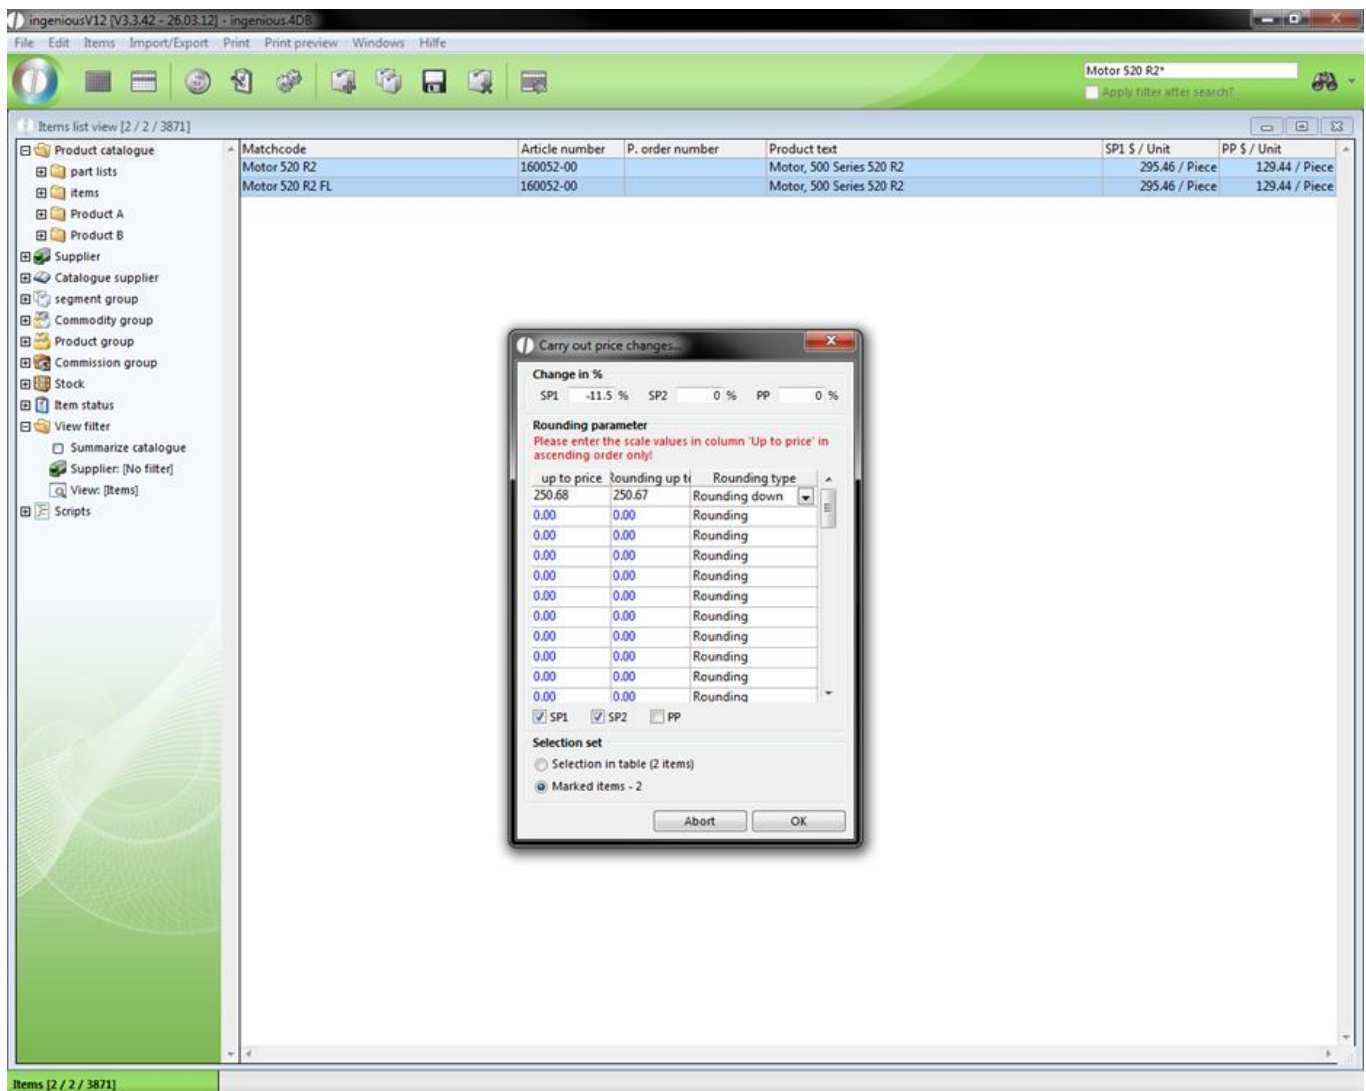 ingeniousV12 [V3.3.42 - 26.03.12] - ingenious.4DB
File Edit Items Import/Export Print Print preview Windows Hilfe
Motor 520 R2*
Apply filter after search?
Items list view [2 / 2 / 3871]
Product catalogue
part lists
items
Product A
Product B
Supplier
Catalogue supplier
segment group
Commodity group
Product group
Commission group
Stock
Item status
View filter
Summarize catalogue
Supplier: [No filter]
View: [Items]
Scripts
Matchcode Article number P. order number Product text SP1 $ / Unit PP $ / Unit
Motor 520 R2 160052-00 Motor, 500 Series 520 R2 295.46 / Piece 129.44 / Piece
Motor 520 R2 FL 160052-00 Motor, 500 Series 520 R2 295.46 / Piece 129.44 / Piece
Carry out price changes...
Change in %
SP1 -11.5 % SP2 0 % PP 0 %
Rounding parameter
Please enter the scale values in column 'Up to price' in
ascending order only!
up to price Rounding up to Rounding type
250.68 250.67 Rounding down
0.00 0.00 Rounding
0.00 0.00 Rounding
0.00 0.00 Rounding
0.00 0.00 Rounding
0.00 0.00 Rounding
0.00 0.00 Rounding
0.00 0.00 Rounding
0.00 0.00 Rounding
0.00 0.00 Rounding
0.00 0.00 Rounding
SP1 SP2 PP
Selection set
Selection in table (2 items)
Marked items - 2
Abort OK
Items [2 / 2 / 3871]